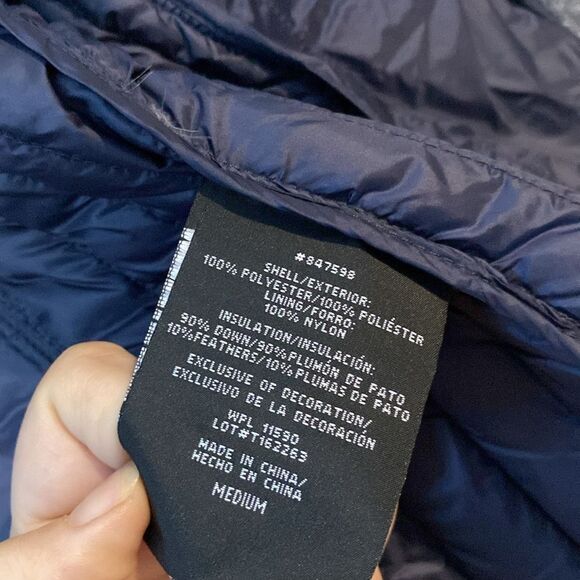 #847598
SHELL/EXTERIOR:
100% POLYESTER/100% POLIÉSTER
LINING/FORRO:
100% NYLON
INSULATION/INSULACIÓN:
90% DOWN/90%PLUMÓN DE PATO
10%FEATHERS/10% PLUMAS DE PATO
EXCLUSIVE OF DECORATION/
EXCLUSIVO DE LA DECORACIÓN
WPL 11590
LOT#T162263
MADE IN CHINA/
HECHO EN CHINA
MEDIUM